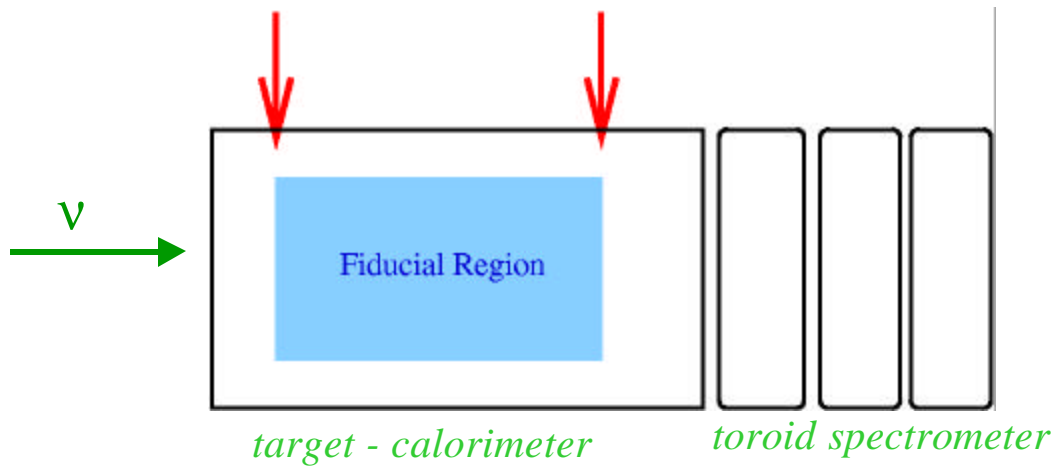 ν
Fiducial Region
target - calorimeter
toroid spectrometer